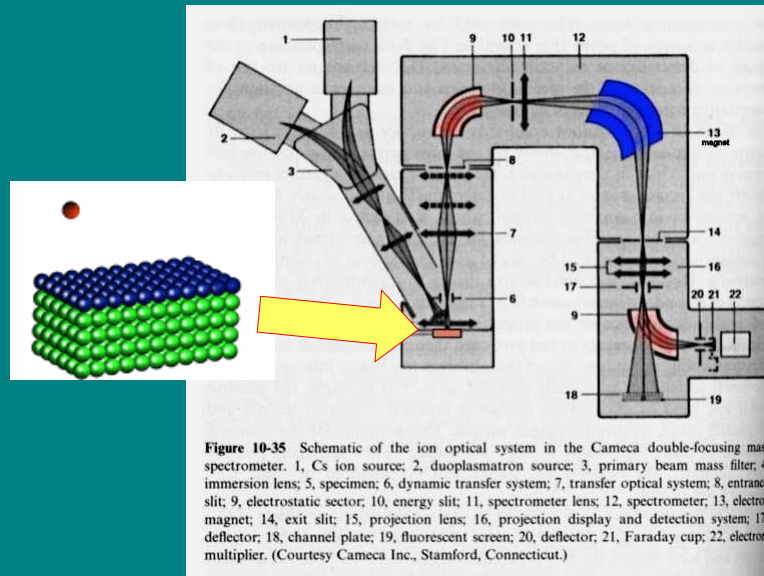 1
2
3
9
10
11
12
13
magnet
8
7
6
14
15
16
17
9
20
21
22
18
19
Figure 10-35 Schematic of the ion optical system in the Cameca double-focusing mas
spectrometer. 1, Cs ion source; 2, duoplasmatron source; 3, primary beam mass filter; 4
immersion lens; 5, specimen; 6, dynamic transfer system; 7, transfer optical system; 8, entranc
slit; 9, electrostatic sector; 10, energy slit; 11, spectrometer lens; 12, spectrometer; 13, electro
magnet; 14, exit slit; 15, projection lens; 16, projection display and detection system; 17
deflector; 18, channel plate; 19, fluorescent screen; 20, deflector; 21, Faraday cup; 22, electron
multiplier. (Courtesy Cameca Inc., Stamford, Connecticut.)